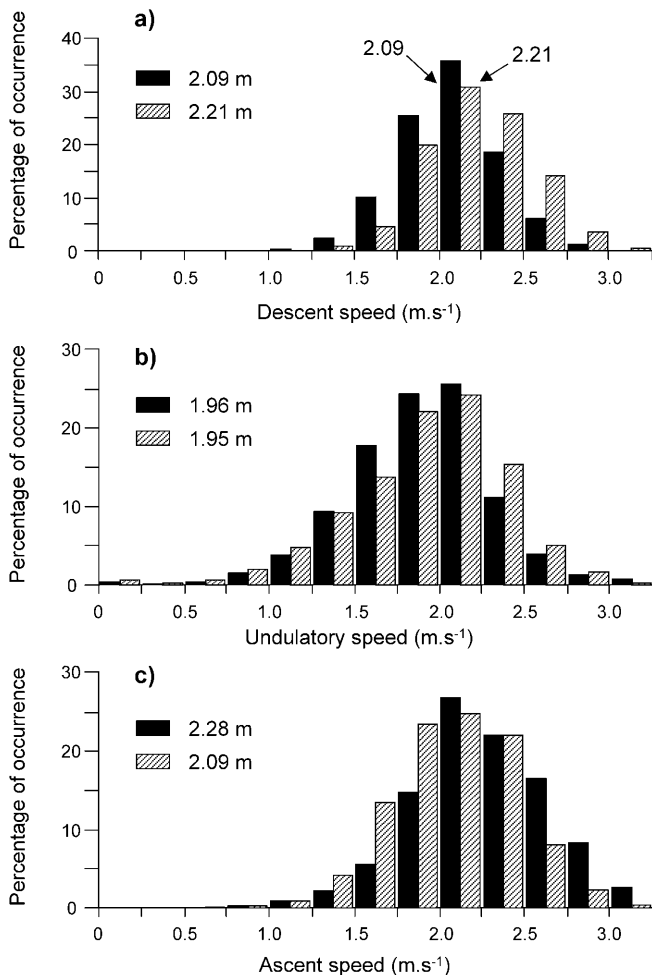 a)
Percentage of occurrence
40
30
20
10
0
2.09 m
2.21 m
2.09
2.21
0 0.5 1.0 1.5 2.0 2.5 3.0
Descent speed (m.s-1)
b)
Percentage of occurrence
30
20
10
0
1.96 m
1.95 m
0 0.5 1.0 1.5 2.0 2.5 3.0
Undulatory speed (m.s-1)
c)
Percentage of occurrence
30
20
10
0
2.28 m
2.09 m
0 0.5 1.0 1.5 2.0 2.5 3.0
Ascent speed (m.s-1)